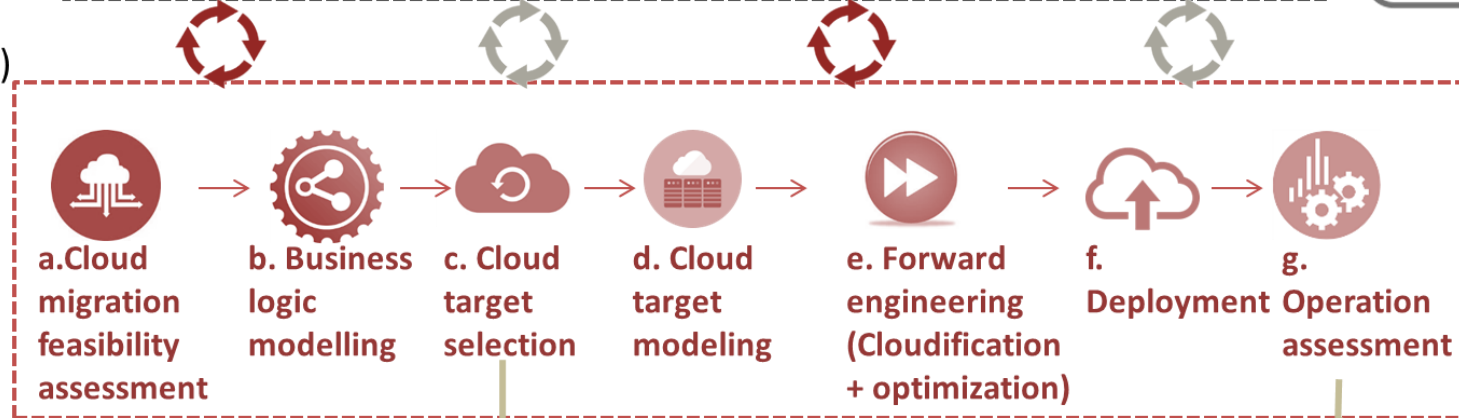 )
a.Cloud
migration
feasibility
assessment
b. Business
logic
modelling
c. Cloud
target
selection
d. Cloud
target
modeling
e. Forward
engineering
(Cloudification
+ optimization)
f.
Deployment
g.
Operation
assessment